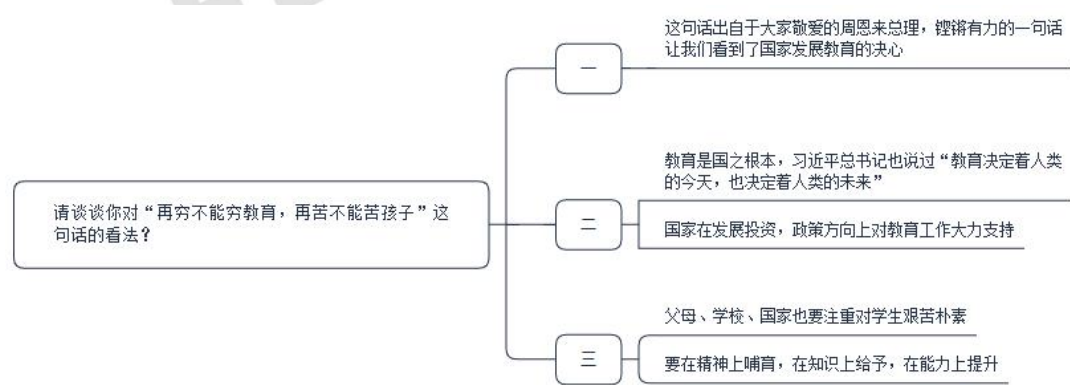 请谈谈你对“再穷不能穷教育，再苦不能苦孩子”这
句话的看法？
一
这句话出自于大家敬爱的周恩来总理，铿锵有力的一句话
让我们看到了国家发展教育的决心
二
教育是国之根本，习近平总书记也说过“教育决定着人类
的今天，也决定着人类的未来”
国家在发展投资，政策方向上对教育工作大力支持
三
父母、学校、国家也要注重对学生艰苦朴素
要在精神上哺育，在知识上给予，在能力上提升